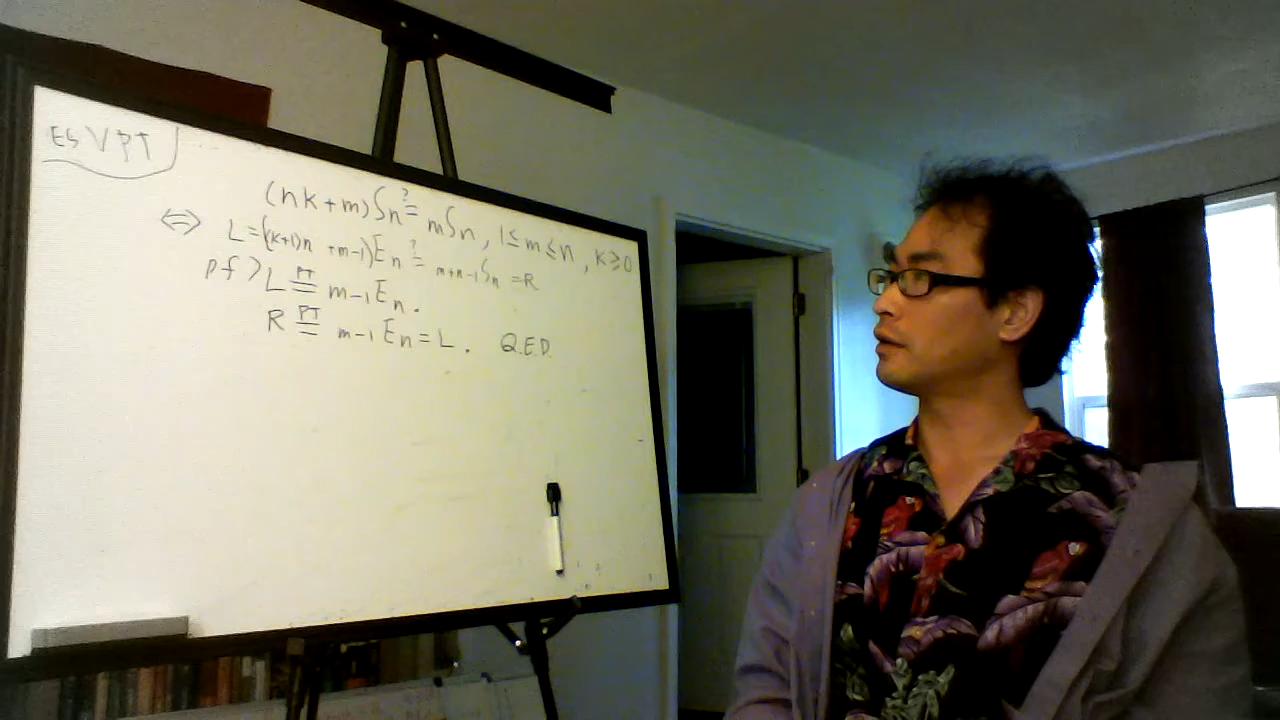 Es V PT
(nk+m)Sn ≟ mSn, 1≤m≤n, k≥0
⇔ L=((k+1)n+m-1)En ≟ m+n-1Sn = R
pf> L PT= m-1En.
R PT= m-1En = L. Q.E.D.